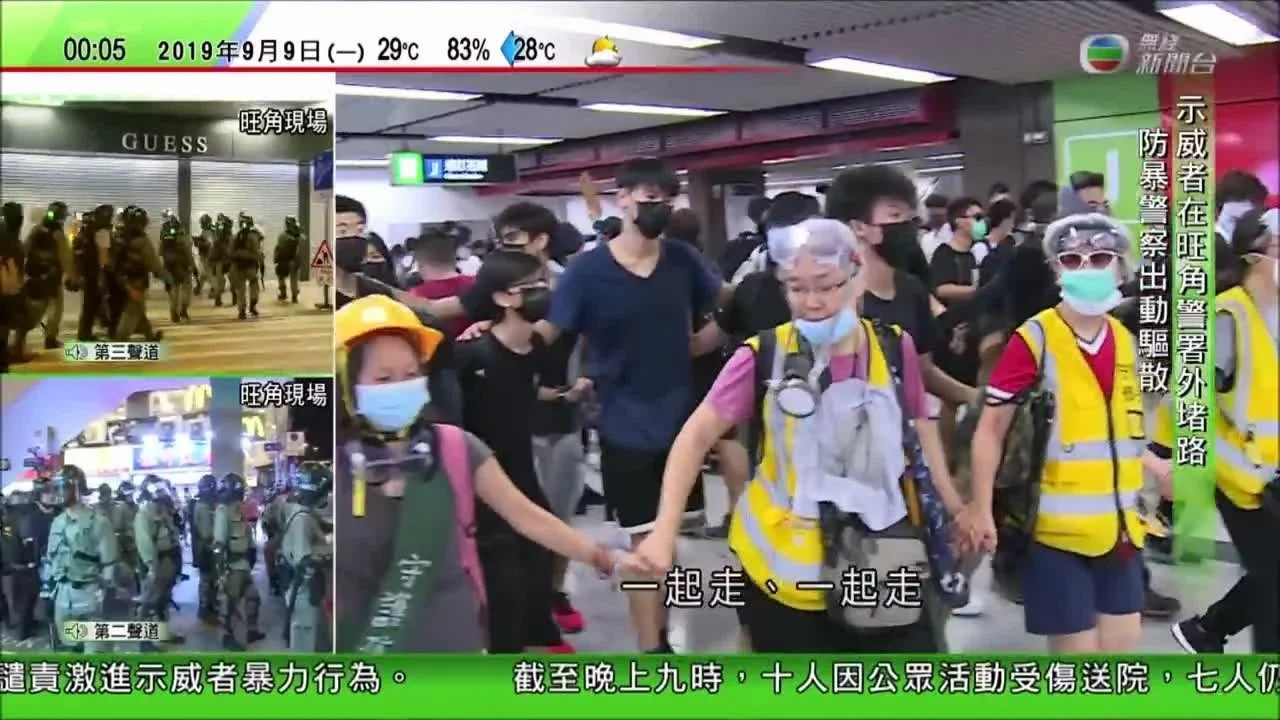 00:05 2019年9月9日(一) 29℃ 83% 28℃
無綫
新聞台
旺角現場
GUESS
第三聲道
旺角現場
第二聲道
J
J
示威者在旺角警署外堵路
防暴警察出動驅散
一起走、一起走
譴責激進示威者暴力行為。 截至晚上九時，十人因公眾活動受傷送院，七人仍